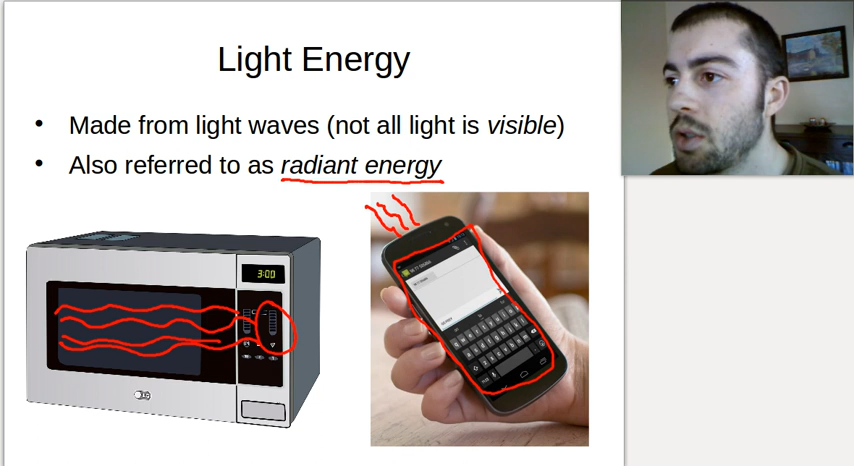 Light Energy
• Made from light waves (not all light is visible)
• Also referred to as radiant energy
3:00